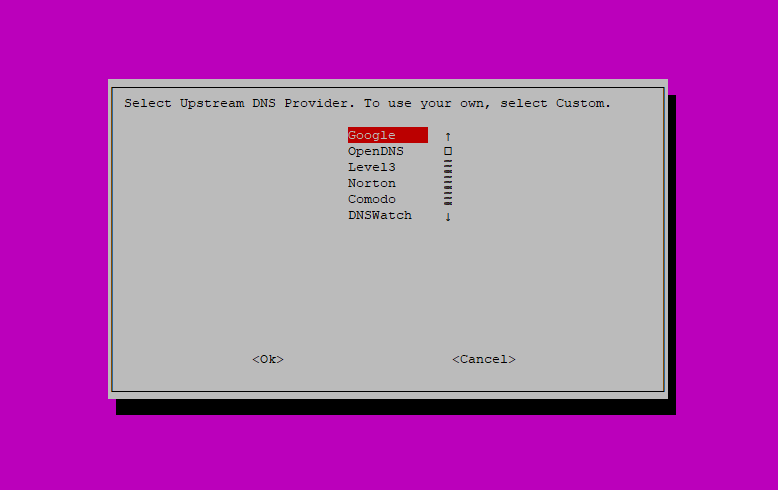 Select Upstream DNS Provider. To use your own, select Custom.
Google
OpenDNS
Level3
Norton
Comodo
DNSWatch
<Ok> <Cancel>